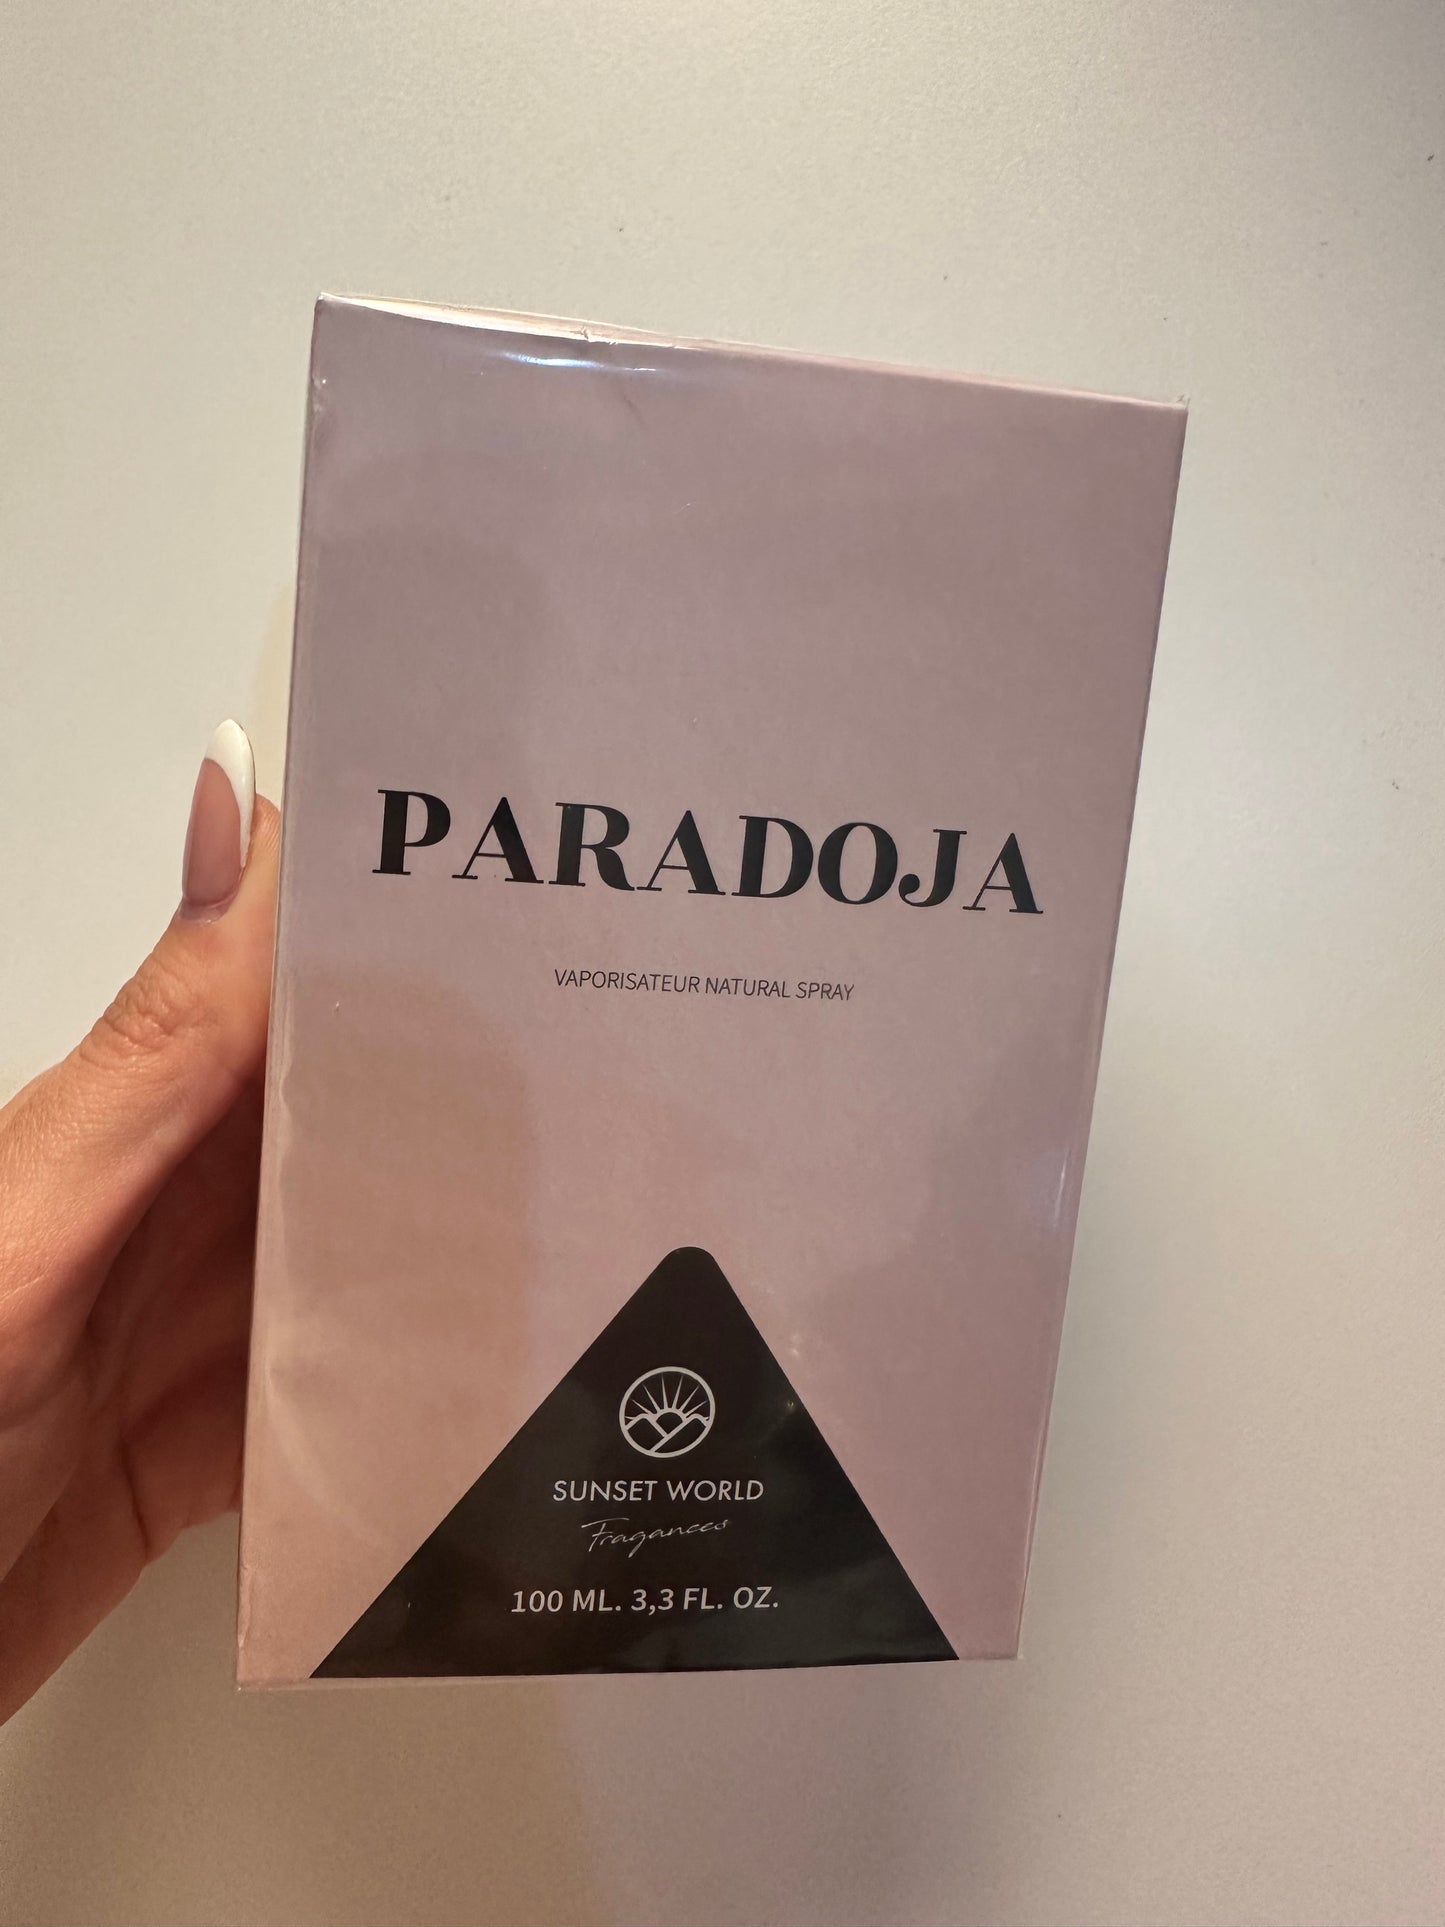 PARADOJA
VAPORISATEUR NATURAL SPRAY
SUNSET WORLD
Fragances
100 ML. 3,3 FL. OZ.